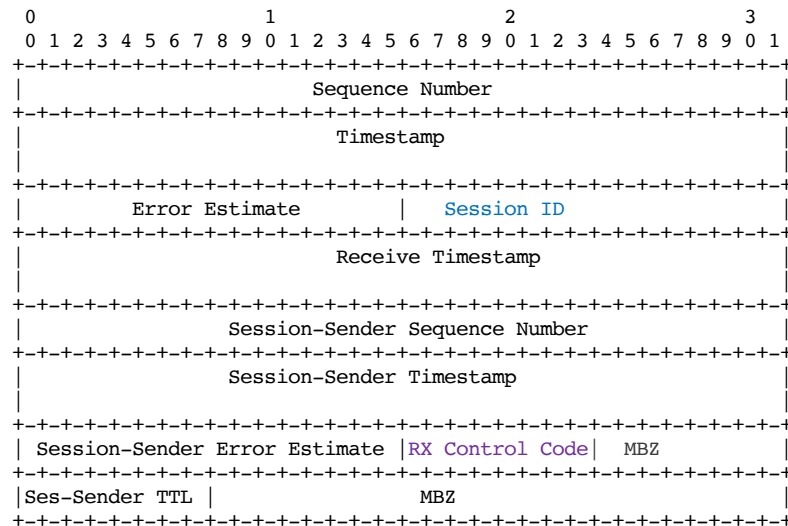 0                   1                   2                   3
 0 1 2 3 4 5 6 7 8 9 0 1 2 3 4 5 6 7 8 9 0 1 2 3 4 5 6 7 8 9 0 1
+-+-+-+-+-+-+-+-+-+-+-+-+-+-+-+-+-+-+-+-+-+-+-+-+-+-+-+-+-+-+-+-+
|                        Sequence Number                        |
+-+-+-+-+-+-+-+-+-+-+-+-+-+-+-+-+-+-+-+-+-+-+-+-+-+-+-+-+-+-+-+-+
|                          Timestamp                            |
|                                                               |
+-+-+-+-+-+-+-+-+-+-+-+-+-+-+-+-+-+-+-+-+-+-+-+-+-+-+-+-+-+-+-+-+
|         Error Estimate        |   Session ID                  |
+-+-+-+-+-+-+-+-+-+-+-+-+-+-+-+-+-+-+-+-+-+-+-+-+-+-+-+-+-+-+-+-+
|                          Receive Timestamp                    |
|                                                               |
+-+-+-+-+-+-+-+-+-+-+-+-+-+-+-+-+-+-+-+-+-+-+-+-+-+-+-+-+-+-+-+-+
|                 Session-Sender Sequence Number                |
+-+-+-+-+-+-+-+-+-+-+-+-+-+-+-+-+-+-+-+-+-+-+-+-+-+-+-+-+-+-+-+-+
|                 Session-Sender Timestamp                      |
|                                                               |
+-+-+-+-+-+-+-+-+-+-+-+-+-+-+-+-+-+-+-+-+-+-+-+-+-+-+-+-+-+-+-+-+
| Session-Sender Error Estimate |RX Control Code|  MBZ          |
+-+-+-+-+-+-+-+-+-+-+-+-+-+-+-+-+-+-+-+-+-+-+-+-+-+-+-+-+-+-+-+-+
|Ses-Sender TTL |                 MBZ                           |
+-+-+-+-+-+-+-+-+-+-+-+-+-+-+-+-+-+-+-+-+-+-+-+-+-+-+-+-+-+-+-+-+